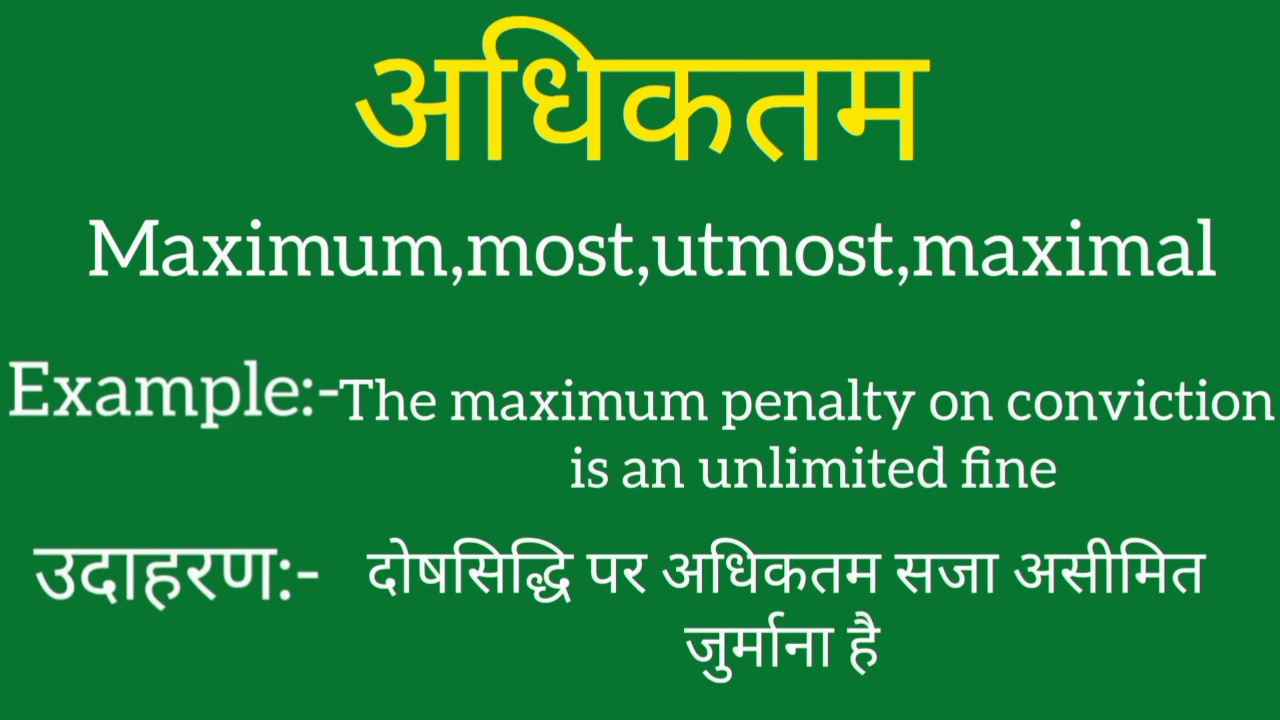 अधिकतम
Maximum,most,utmost,maximal
Example:-The maximum penalty on conviction
is an unlimited fine
उदाहरण:- दोषसिद्धि पर अधिकतम सजा असीमित
जुर्माना है